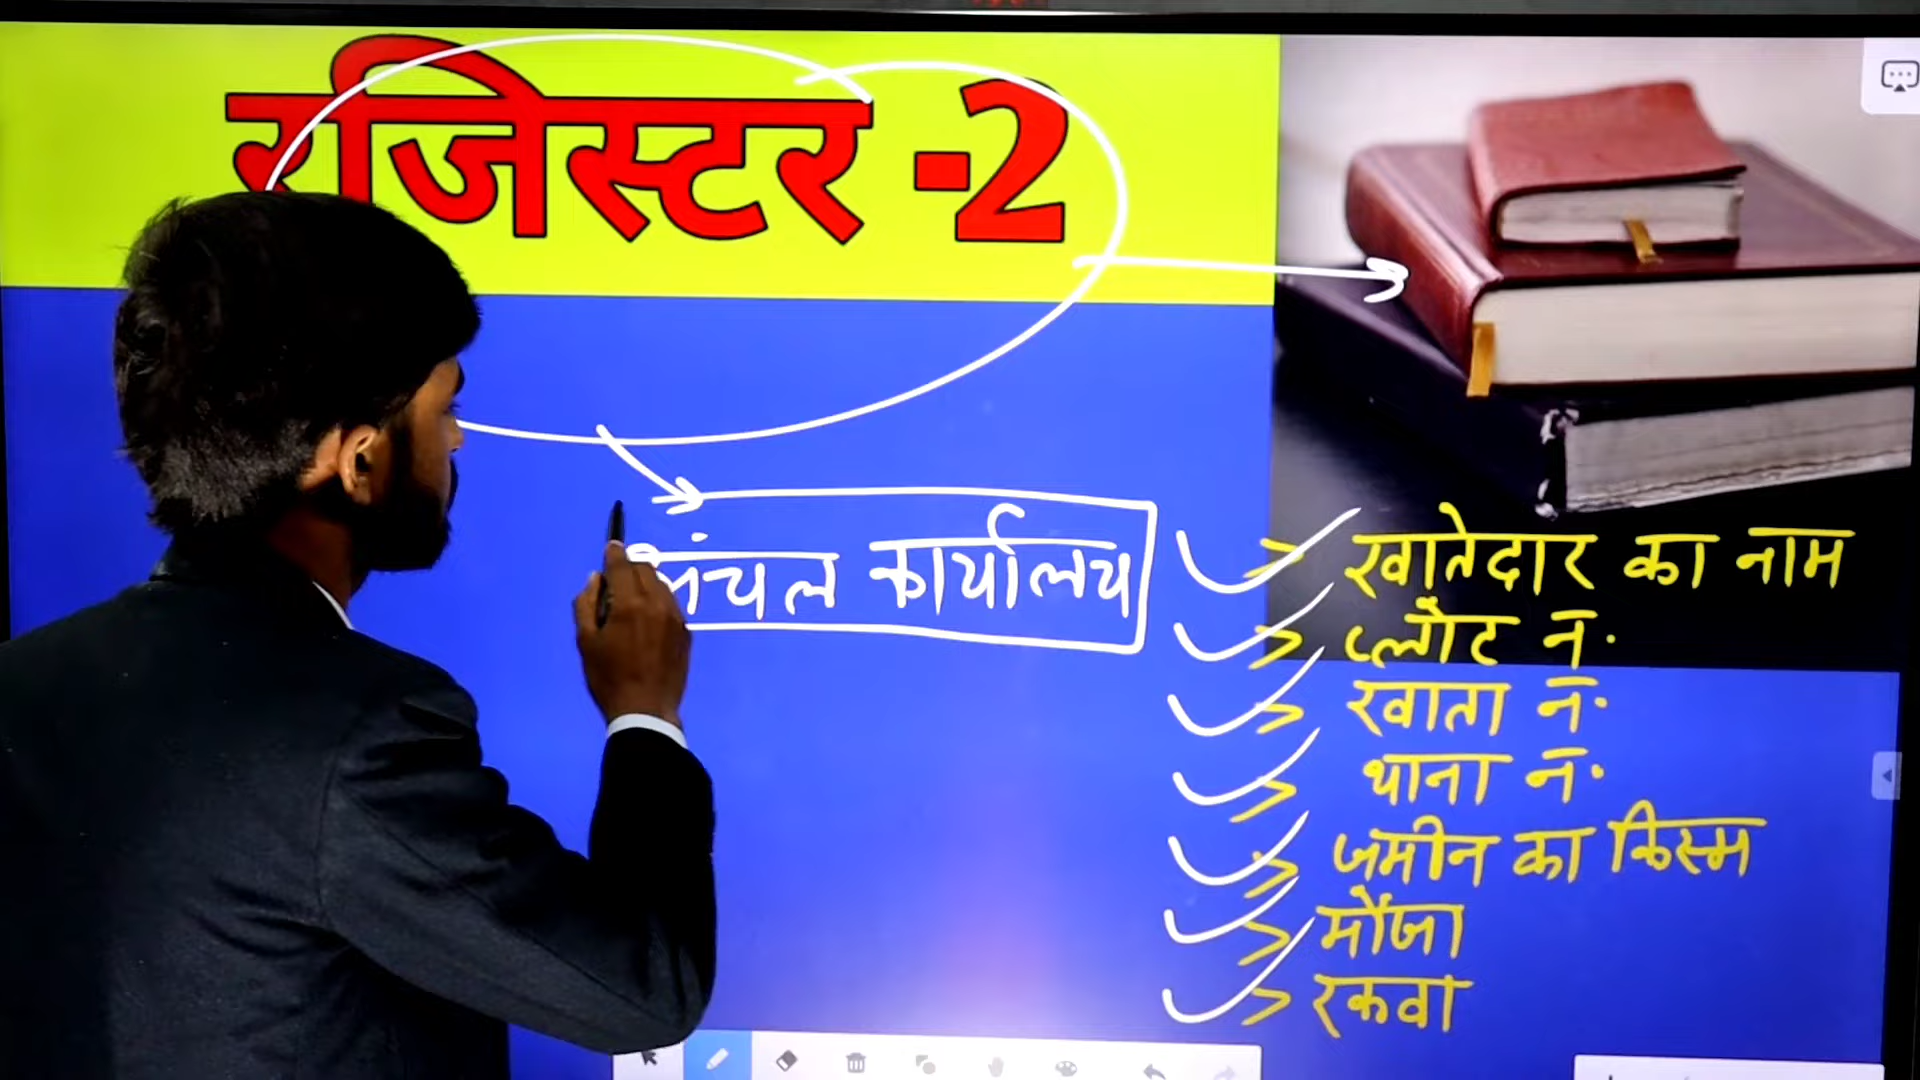 रजिस्टर -2
अंचल कार्यालय
खातेदार का नाम
प्लौट न.
खाता न.
थाना न.
जमीन का किस्म
मौजा
रकवा